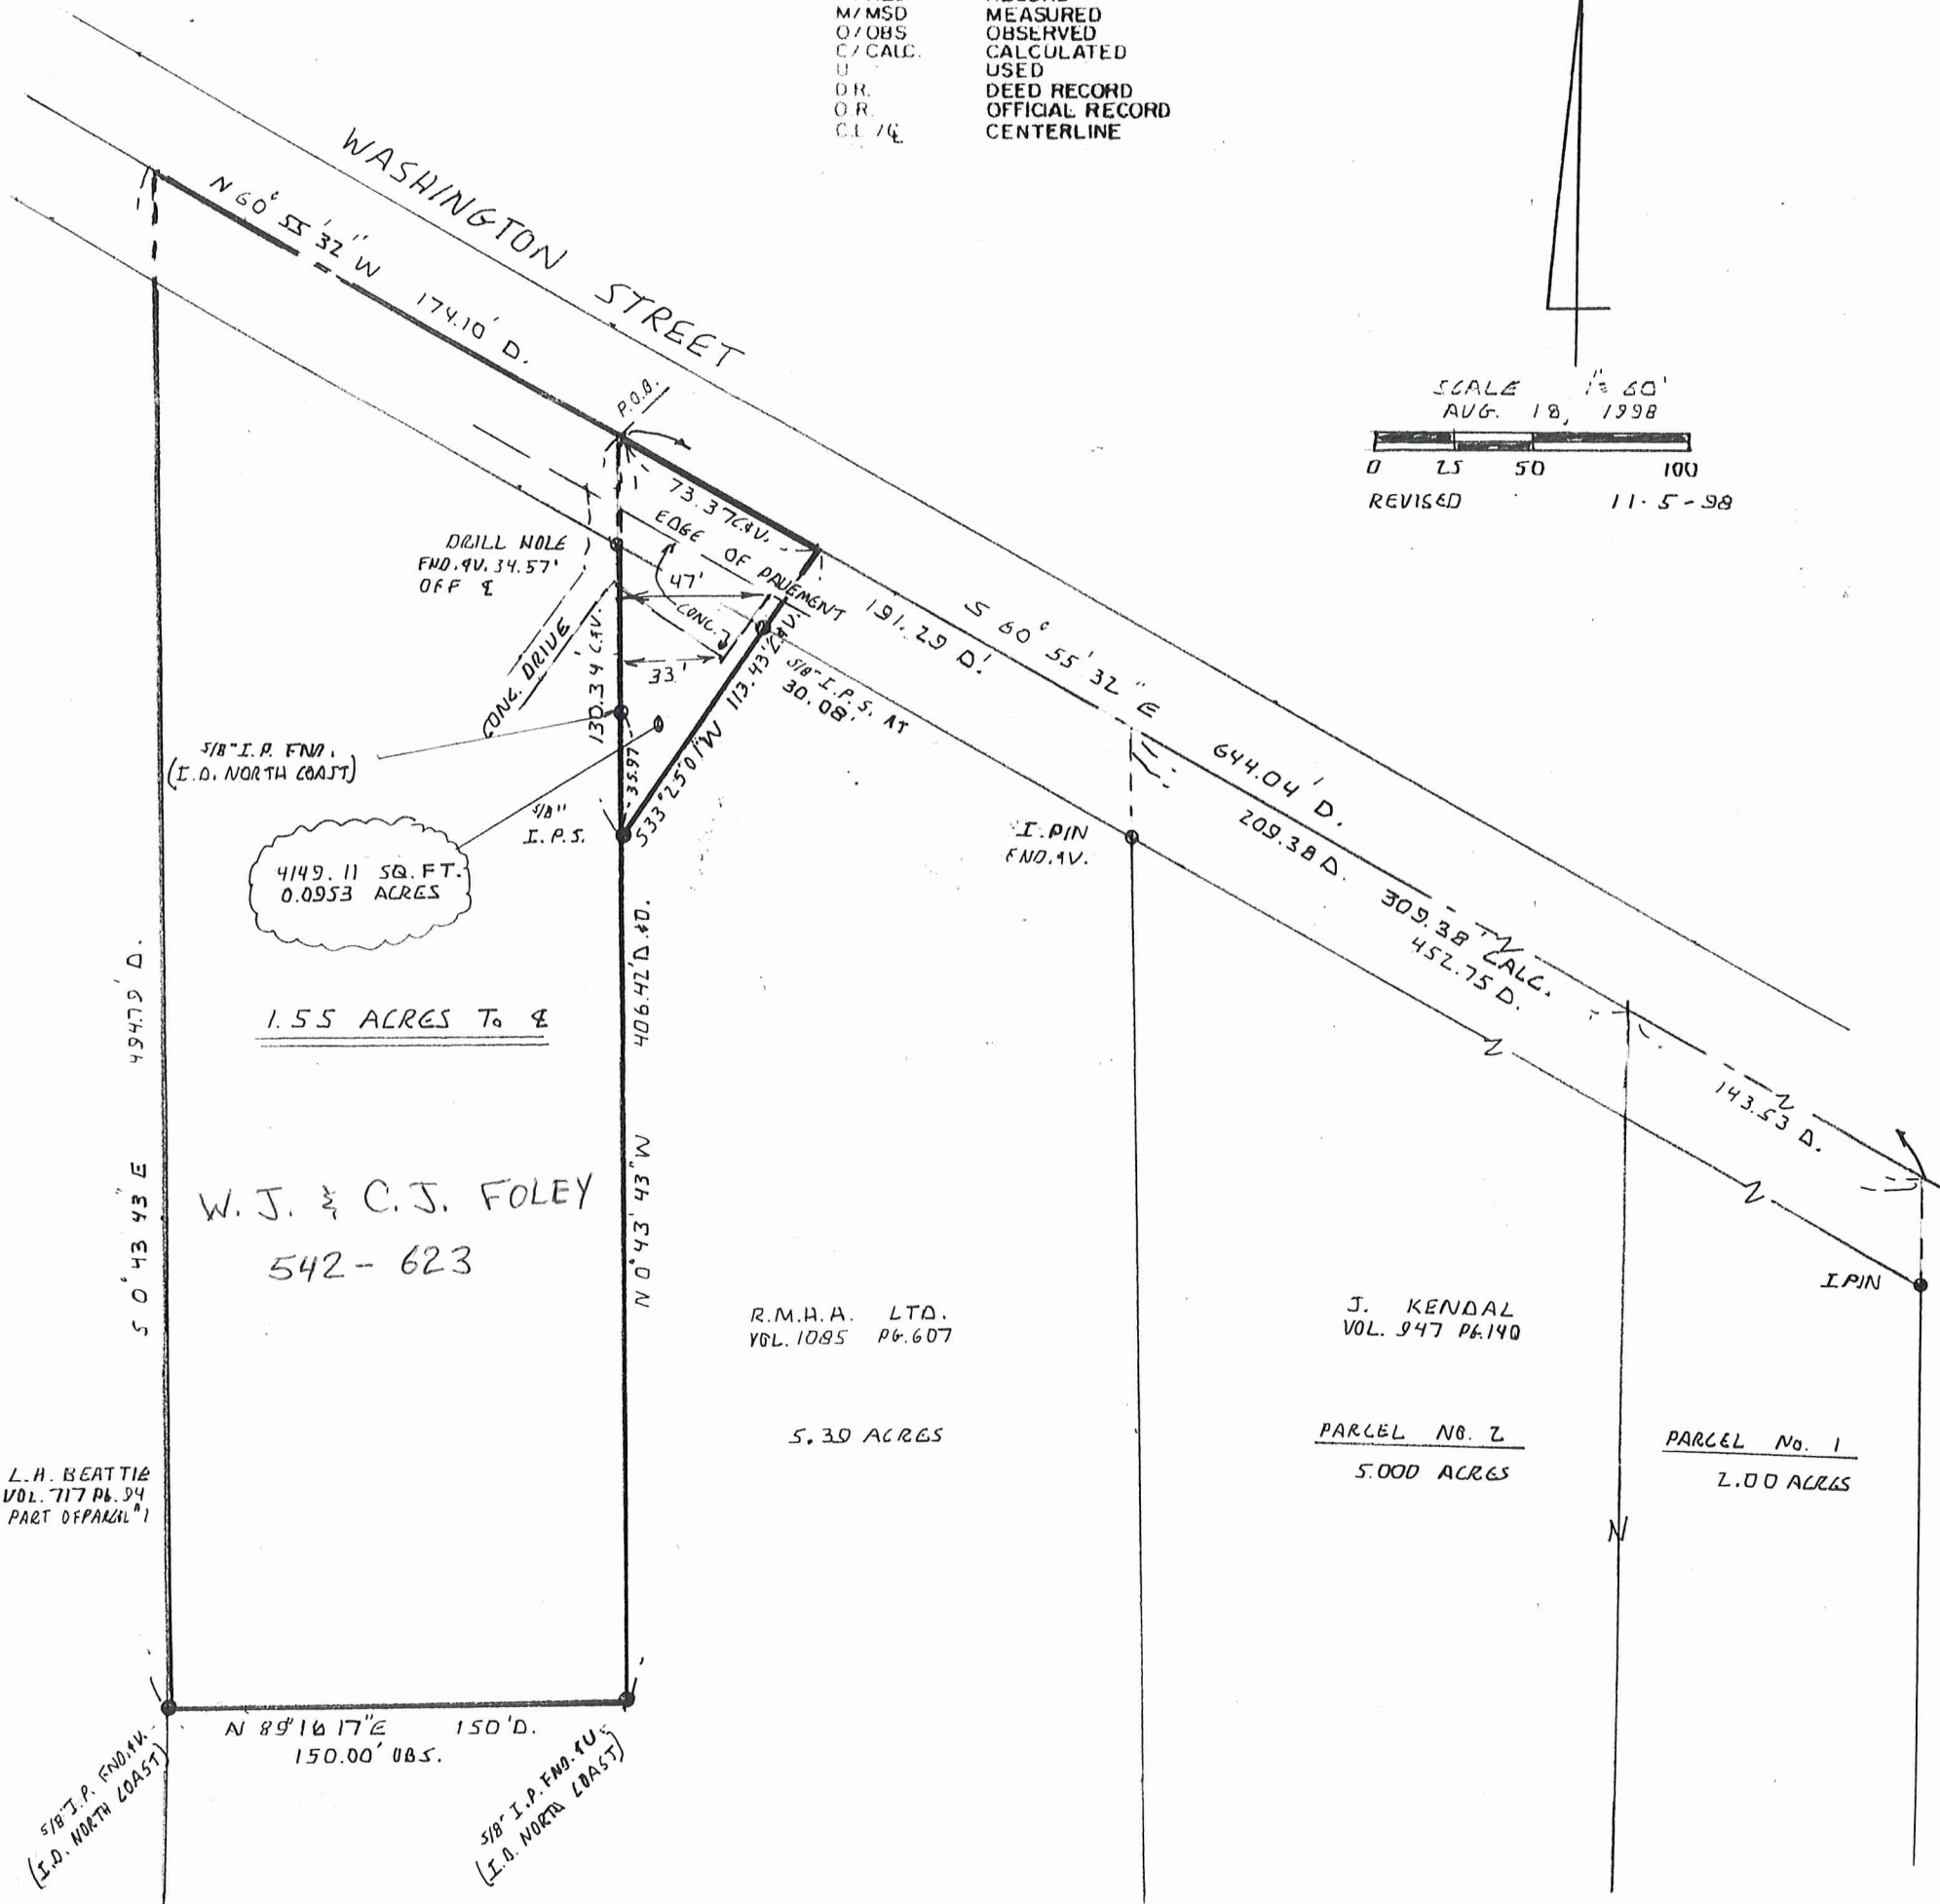 M/MSD MEASURED
O/OBS OBSERVED
C/CALC. CALCULATED
U USED
D.R. DEED RECORD
O.R. OFFICIAL RECORD
C.L./℄ CENTERLINE
WASHINGTON STREET
N 60° 55' 32" W
174.10' D.
P.O.B.
SCALE 1"= 60'
AUG. 18, 1998
0 25 50 100
REVISED 11-5-98
73.37 C&U.
EDGE OF PAVEMENT
DRILL HOLE
FND. &U. 34.57'
OFF ℄
47'
CONC.
33'
CONC. DRIVE
130.34' C&U.
113.43' C&U.
S33°25'01"W
35.97
5/8" I.P.S. AT
30.08'
191.29 D.
S 60° 55' 32" E
644.04' D.
209.38 D.
309.38 CALC.
452.75 D.
143.53 D.
5/8" I.P. FND.
(I.D. NORTH COAST)
5/8"
I.P.S.
I. PIN
FND. &U.
4149.11 SQ. FT.
0.0953 ACRES
494.79' D.
406.42' D.&O.
1.55 ACRES To ℄
S 0° 43' 43" E
N 0° 43' 43" W
W. J. & C. J. FOLEY
542 - 623
I PIN
R.M.H.A. LTD.
VOL. 1085 PG. 607
5.39 ACRES
J. KENDAL
VOL. 947 PG. 140
PARCEL NO. 2
5.000 ACRES
PARCEL No. 1
2.00 ACRES
L.H. BEATTIE
VOL. 717 PG. 94
PART OF PARCEL #1
N 89° 16' 17" E 150' D.
150.00' OBS.
5/8" I.P. FND. &U.
(I.D. NORTH COAST)
5/8" I.P. FND. &U.
(I.D. NORTH COAST)